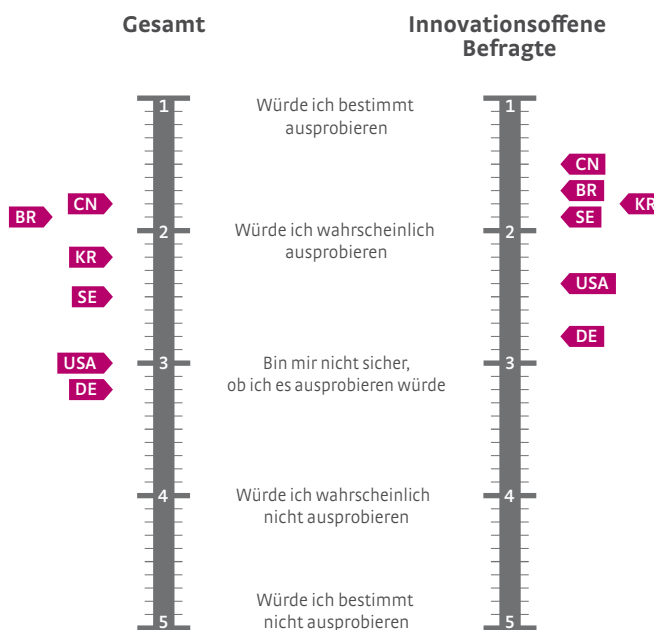 Gesamt
Innovationsoffene
Befragte
1
Würde ich bestimmt
ausprobieren
1
CN
BR
CN
BR
SE
KR
2
Würde ich wahrscheinlich
ausprobieren
2
KR
SE
USA
DE
USA
DE
3
Bin mir nicht sicher,
ob ich es ausprobieren würde
3
4
Würde ich wahrscheinlich
nicht ausprobieren
4
Würde ich bestimmt
nicht ausprobieren
5
5